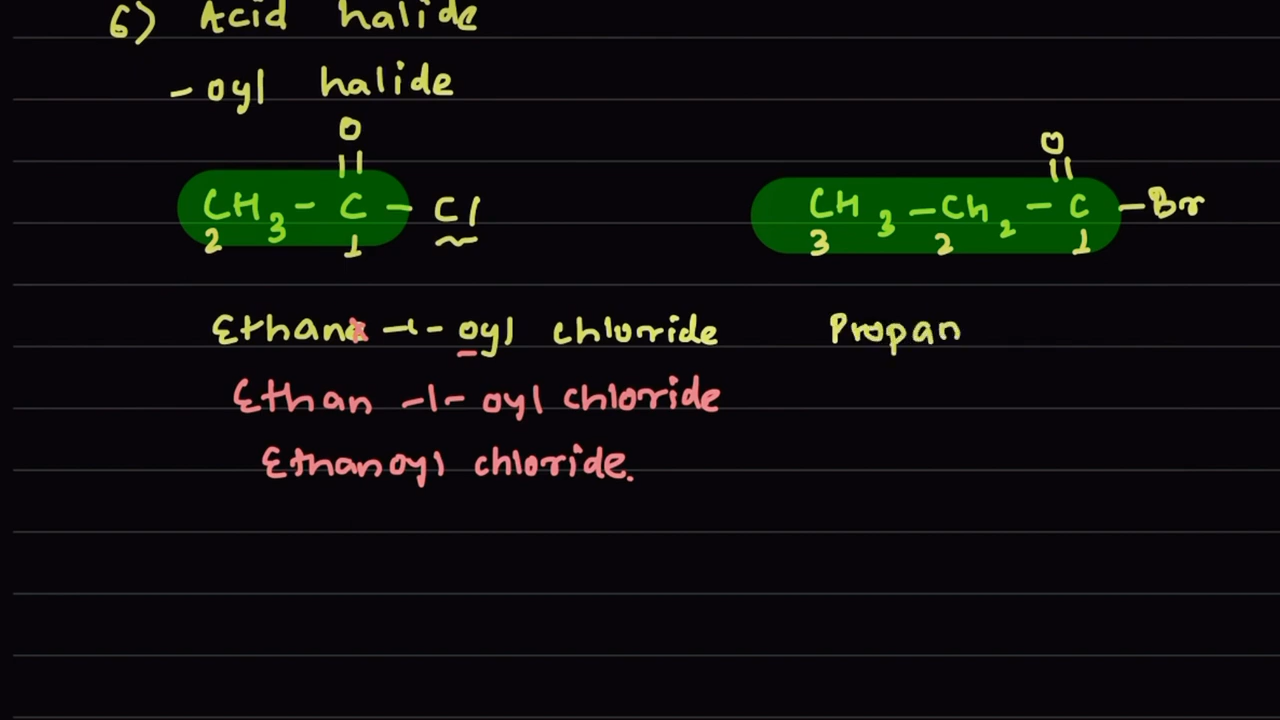 6) Acid halide
- oyl halide
O
||
CH3 - C - Cl
2 1
O
||
CH3 - Ch2 - C - Br
3 2 1
Ethane -1- oyl chloride
Propan
Ethan -1- oyl chloride
Ethanoyl chloride.